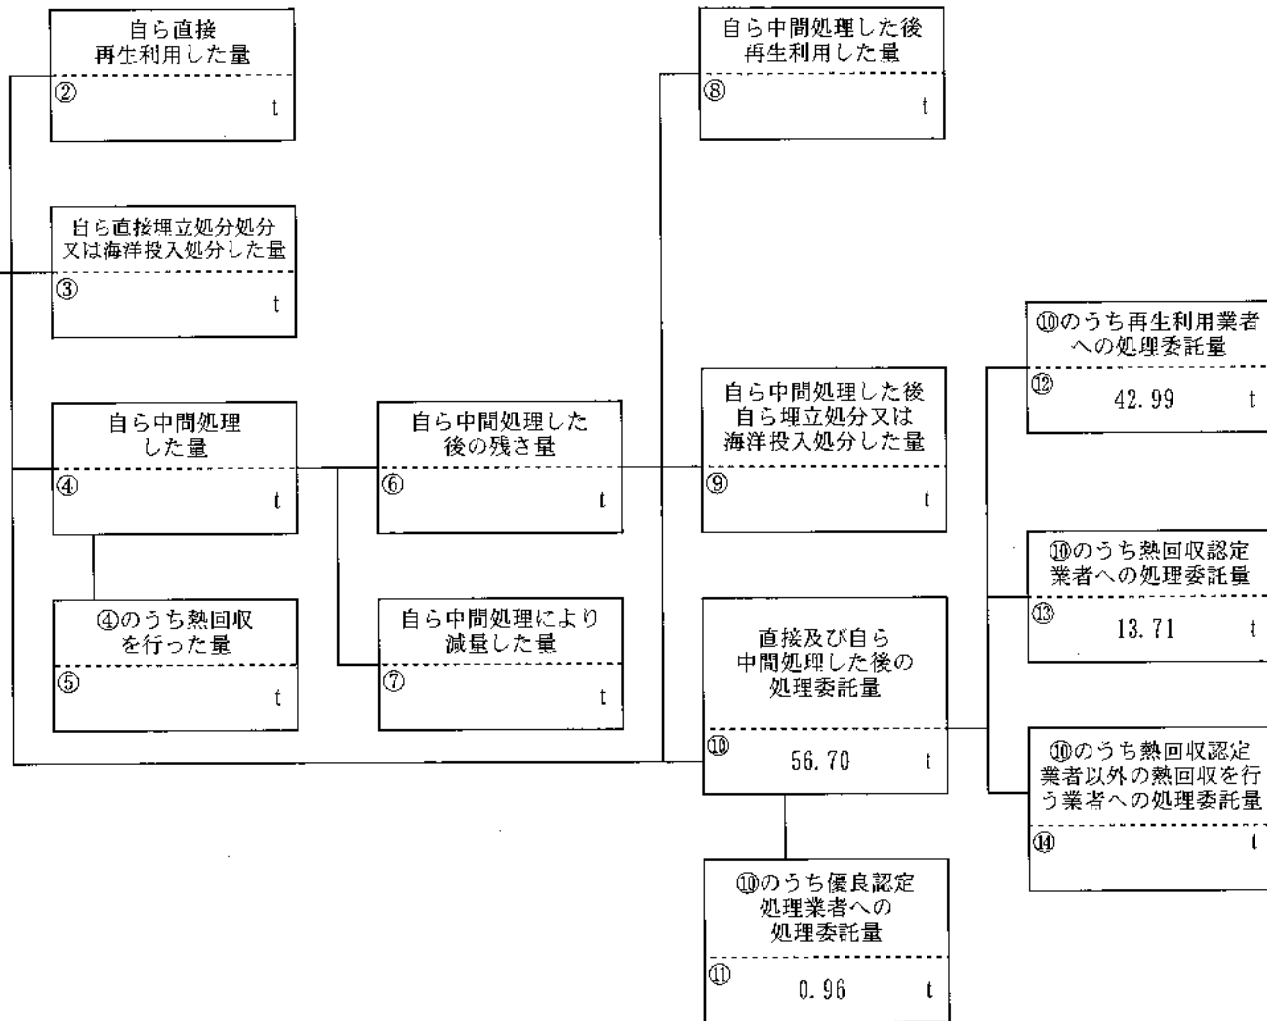 自ら直接
再生利用した量
②
t
自ら直接埋立処分処分
又は海洋投入処分した量
③
t
自ら中間処理
した量
④
t
④のうち熱回収
を行った量
⑤
t
自ら中間処理した
後の残さ量
⑥
t
自ら中間処理により
減量した量
⑦
t
自ら中間処理した後
再生利用した量
⑧
t
自ら中間処理した後
自ら埋立処分又は
海洋投入処分した量
⑨
t
直接及び自ら
中間処理した後の
処理委託量
⑩
56.70 t
⑩のうち優良認定
処理業者への
処理委託量
⑪
0.96 t
⑩のうち再生利用業者
への処理委託量
⑫
42.99 t
⑩のうち熱回収認定
業者への処理委託量
⑬
13.71 t
⑩のうち熱回収認定
業者以外の熱回収を行
う業者への処理委託量
⑭
t